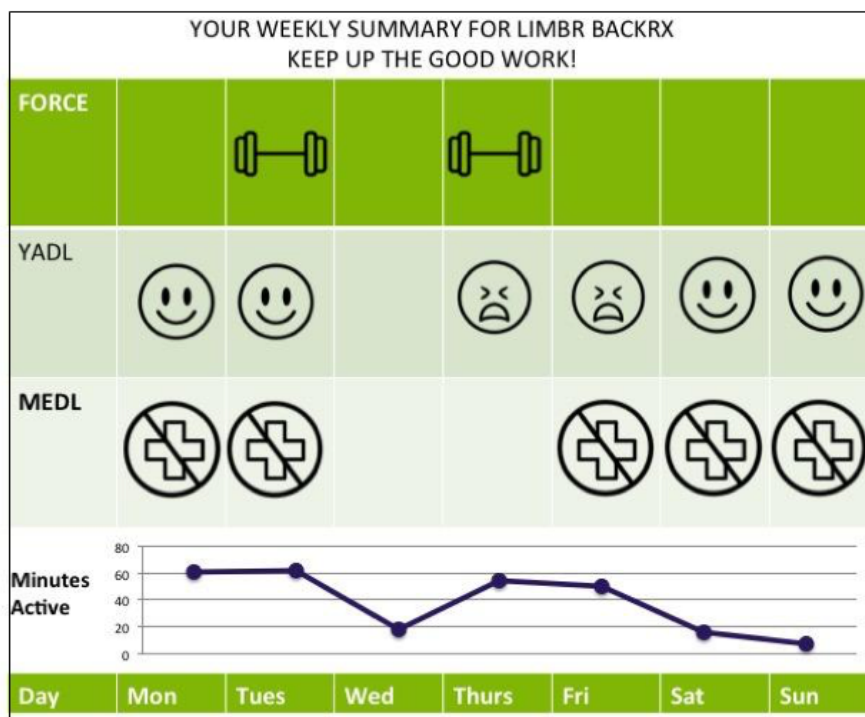 YOUR WEEKLY SUMMARY FOR LIMBR BACKRX
KEEP UP THE GOOD WORK!
FORCE
YADL
MEDL
Minutes
Active
80
60
40
20
0
Day Mon Tues Wed Thurs Fri Sat Sun